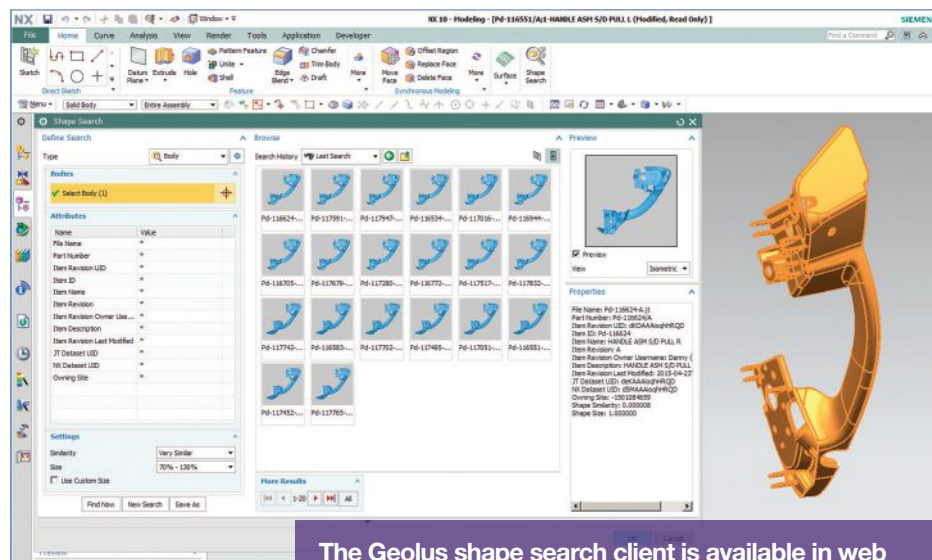 NX Window
NX 10 - Modeling - [Pd-116551/A;1-HANDLE ASM S/D PULL L (Modified, Read Only) ]
SIEMEN
File Home Curve Analysis View Render Tools Application Developer
Find a Command
Pattern Feature Chamfer Offset Region
Unite Trim Body Replace Face
Shell Draft Delete Face
Sketch Datum Plane Extrude Hole Edge Blend More Move Face More Surface Shape Search
Direct Sketch Feature Synchronous Modeling
Menu Solid Body Entire Assembly
Shape Search
Define Search Browse Preview
Type Body Search History Last Search
Bodies
Select Body (1)
Attributes
Name Value
File Name *
Part Number *
Item Revision UID *
Item ID *
Item Name *
Item Revision *
Item Revision Owner Use... *
Item Description *
Item Revision Last Modified *
JT Dataset UID *
NX Dataset UID *
Owning Site *
Settings
Similarity Very Similar
Size 70% - 130%
Use Custom Size
Find Now New Search Save As
Pd-116624-... Pd-117591-... Pd-117947-... Pd-116534-... Pd-117016-... Pd-116944-...
Pd-116705-... Pd-117679-... Pd-117280-... Pd-116772-... Pd-117517-... Pd-117832-...
Pd-117742-... Pd-116583-... Pd-117702-... Pd-117485-... Pd-117051-... Pd-116551-...
Pd-117452-... Pd-117765-...
More Results
1-20 All
Preview
View Isometric
Properties
File Name: Pd-116624-A.jt
Part Number: Pd-116624/A
Item Revision UID: dKOAAAioqhHRQD
Item ID: Pd-116624
Item Name: HANDLE ASM S/D PULL R
Item Revision: A
Item Revision Owner Username: Danny (
Item Description: HANDLE ASM S/D PULL
Item Revision Last Modified: 2015-04-23
JT Dataset UID: deKAAAioqhHRQD
NX Dataset UID: dSMAAAioqhHRQD
Owning Site: -1501084659
Shape Similarity: 0.000008
Shape Size: 1.000000
OK Cancel
The Geolus shape search client is available in web